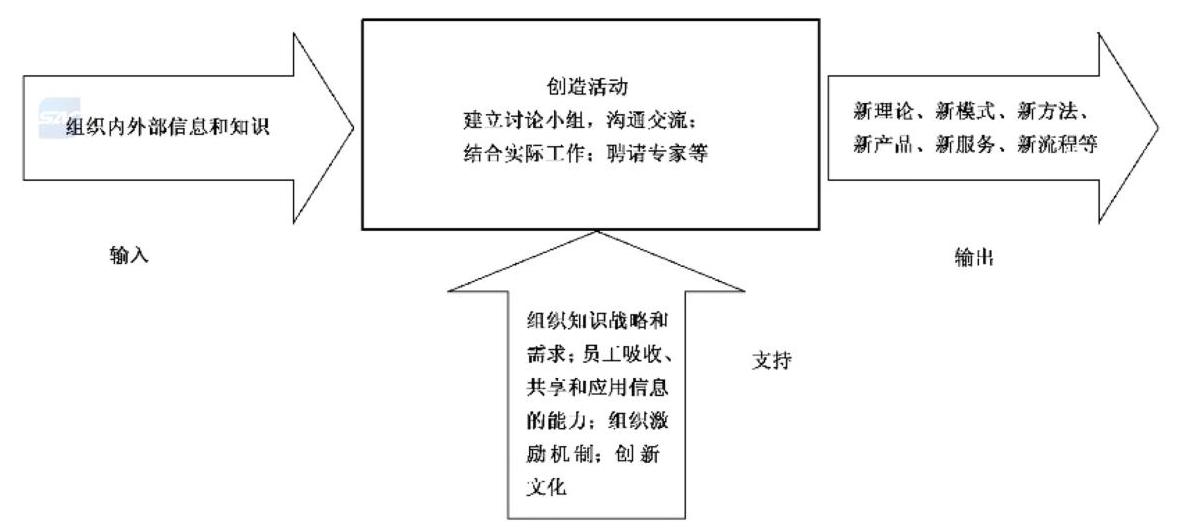 创造活动
建立讨论小组，沟通交流；
结合实际工作；聘请专家等
组织内外部信息和知识
新理论、新模式、新方法、
新产品、新服务、新流程等
输入
输出
组织知识战略和
需求；员工吸收、
共享和应用信息
的能力；组织激
励机制；创新
文化
支持